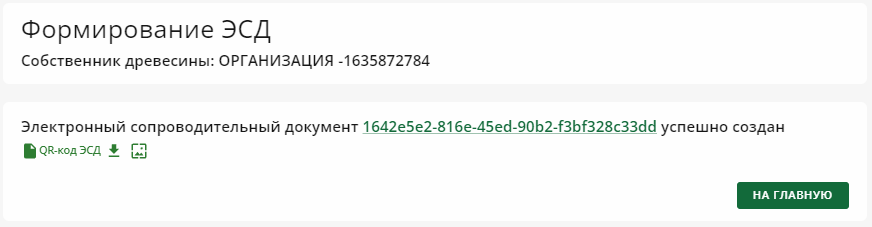 Формирование ЭСД
Собственник древесины: ОРГАНИЗАЦИЯ -1635872784
Электронный сопроводительный документ 1642e5e2-816e-45ed-90b2-f3bf328c33dd успешно создан
QR-код ЭСД
НА ГЛАВНУЮ